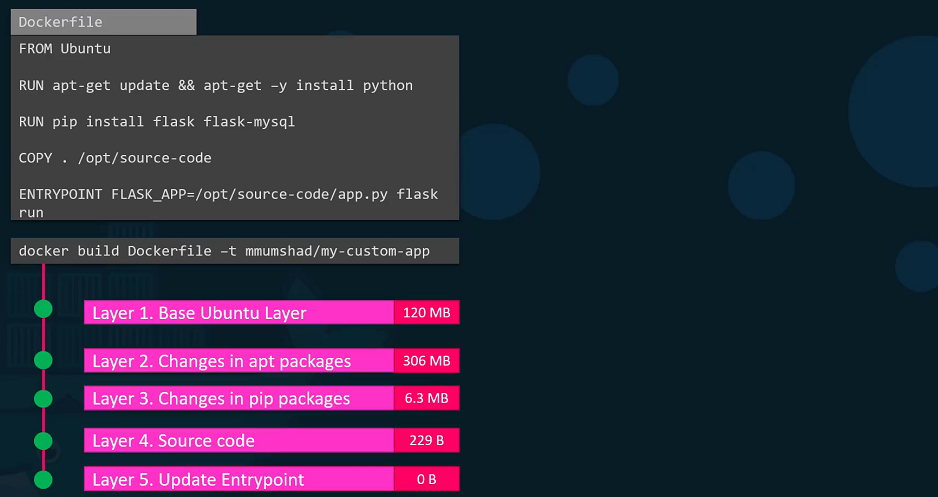 Dockerfile
FROM Ubuntu
RUN apt-get update && apt-get –y install python
RUN pip install flask flask-mysql
COPY . /opt/source-code
ENTRYPOINT FLASK_APP=/opt/source-code/app.py flask
run
docker build Dockerfile –t mmumshad/my-custom-app
Layer 1. Base Ubuntu Layer 120 MB
Layer 2. Changes in apt packages 306 MB
Layer 3. Changes in pip packages 6.3 MB
Layer 4. Source code 229 B
Layer 5. Update Entrypoint 0 B